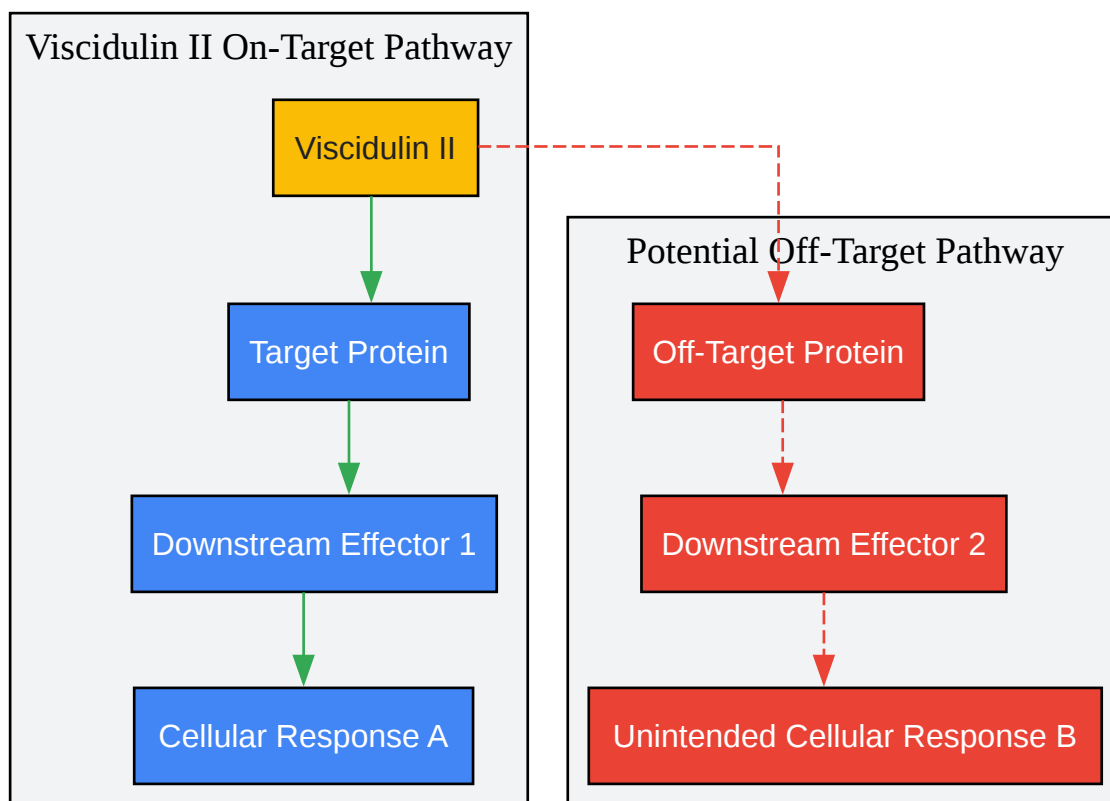 Viscidulin II On-Target Pathway
Viscidulin II
Target Protein
Downstream Effector 1
Cellular Response A
Potential Off-Target Pathway
Off-Target Protein
Downstream Effector 2
Unintended Cellular Response B